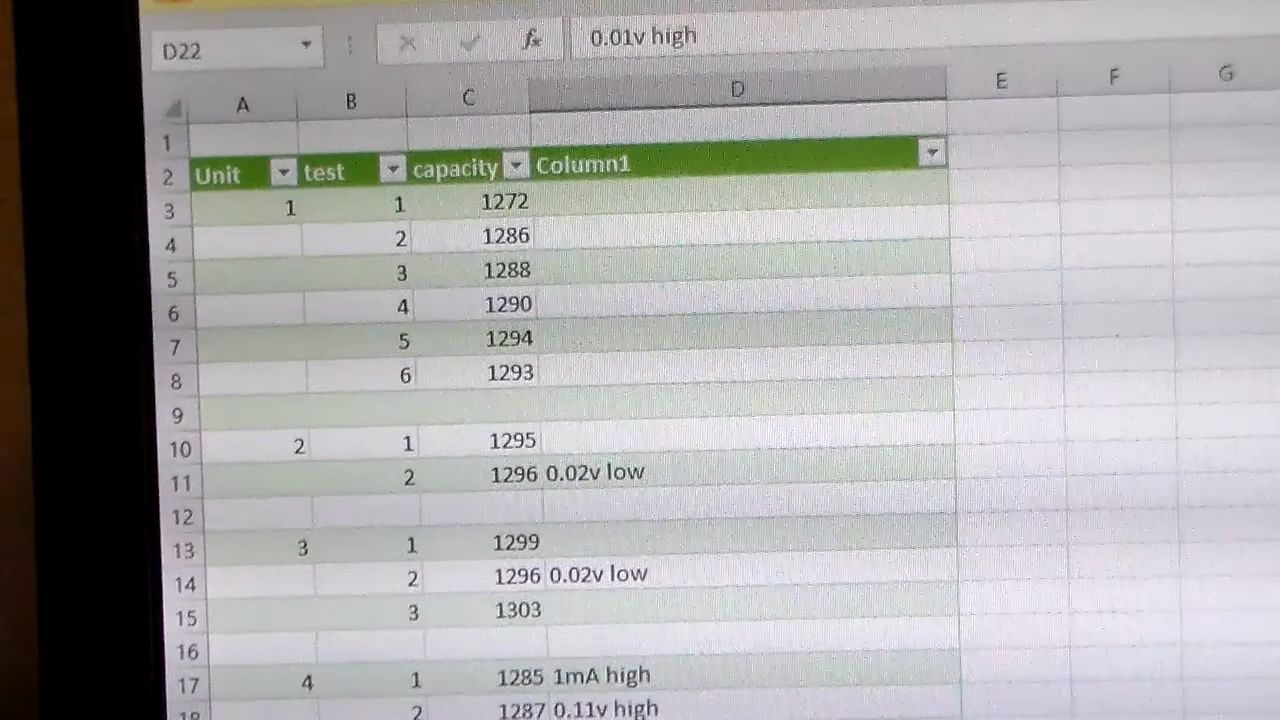 D22 fx 0.01v high
A B C D E F G
1
2 Unit test capacity Column1
3 1 1 1272
4 2 1286
5 3 1288
6 4 1290
7 5 1294
8 6 1293
9
10 2 1 1295
11 2 1296 0.02v low
12
13 3 1 1299
14 2 1296 0.02v low
15 3 1303
16
17 4 1 1285 1mA high
18 2 1287 0.11v high